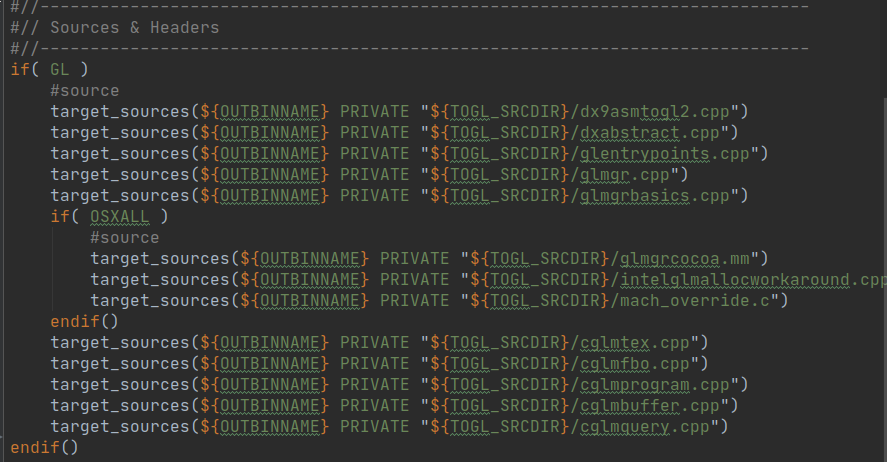 #//-----------------------------------------------------------------------------
#// Sources & Headers
#//-----------------------------------------------------------------------------
if( GL )
    #source
    target_sources(${OUTBINNAME} PRIVATE "${TOGL_SRCDIR}/dx9asmtogl2.cpp")
    target_sources(${OUTBINNAME} PRIVATE "${TOGL_SRCDIR}/dxabstract.cpp")
    target_sources(${OUTBINNAME} PRIVATE "${TOGL_SRCDIR}/glentrypoints.cpp")
    target_sources(${OUTBINNAME} PRIVATE "${TOGL_SRCDIR}/glmgr.cpp")
    target_sources(${OUTBINNAME} PRIVATE "${TOGL_SRCDIR}/glmgrbasics.cpp")
    if( OSXALL )
        #source
        target_sources(${OUTBINNAME} PRIVATE "${TOGL_SRCDIR}/glmgrcocoa.mm")
        target_sources(${OUTBINNAME} PRIVATE "${TOGL_SRCDIR}/intelglmallocworkaround.cpp
        target_sources(${OUTBINNAME} PRIVATE "${TOGL_SRCDIR}/mach_override.c")
    endif()
    target_sources(${OUTBINNAME} PRIVATE "${TOGL_SRCDIR}/cglmtex.cpp")
    target_sources(${OUTBINNAME} PRIVATE "${TOGL_SRCDIR}/cglmfbo.cpp")
    target_sources(${OUTBINNAME} PRIVATE "${TOGL_SRCDIR}/cglmprogram.cpp")
    target_sources(${OUTBINNAME} PRIVATE "${TOGL_SRCDIR}/cglmbuffer.cpp")
    target_sources(${OUTBINNAME} PRIVATE "${TOGL_SRCDIR}/cglmquery.cpp")
endif()